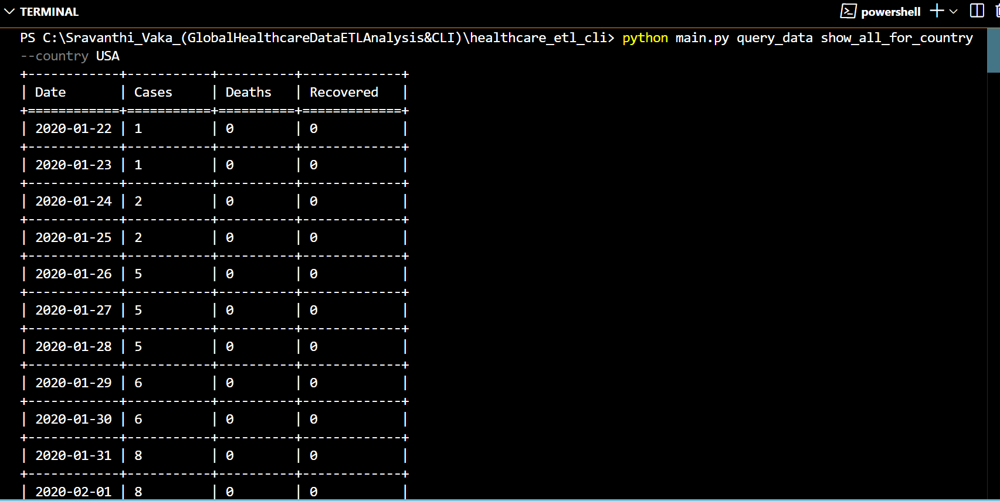 TERMINAL
powershell
PS C:\Sravanthi_Vaka_(GlobalHealthcareDataETLAnalysis&CLI)\healthcare_etl_cli> python main.py query_data show_all_for_country
--country USA
+------------+-----------+----------+-------------+
| Date       | Cases     | Deaths   | Recovered   |
+============+===========+==========+=============+
| 2020-01-22 | 1         | 0        | 0           |
+------------+-----------+----------+-------------+
| 2020-01-23 | 1         | 0        | 0           |
+------------+-----------+----------+-------------+
| 2020-01-24 | 2         | 0        | 0           |
+------------+-----------+----------+-------------+
| 2020-01-25 | 2         | 0        | 0           |
+------------+-----------+----------+-------------+
| 2020-01-26 | 5         | 0        | 0           |
+------------+-----------+----------+-------------+
| 2020-01-27 | 5         | 0        | 0           |
+------------+-----------+----------+-------------+
| 2020-01-28 | 5         | 0        | 0           |
+------------+-----------+----------+-------------+
| 2020-01-29 | 6         | 0        | 0           |
+------------+-----------+----------+-------------+
| 2020-01-30 | 6         | 0        | 0           |
+------------+-----------+----------+-------------+
| 2020-01-31 | 8         | 0        | 0           |
+------------+-----------+----------+-------------+
| 2020-02-01 | 8         | 0        | 0           |